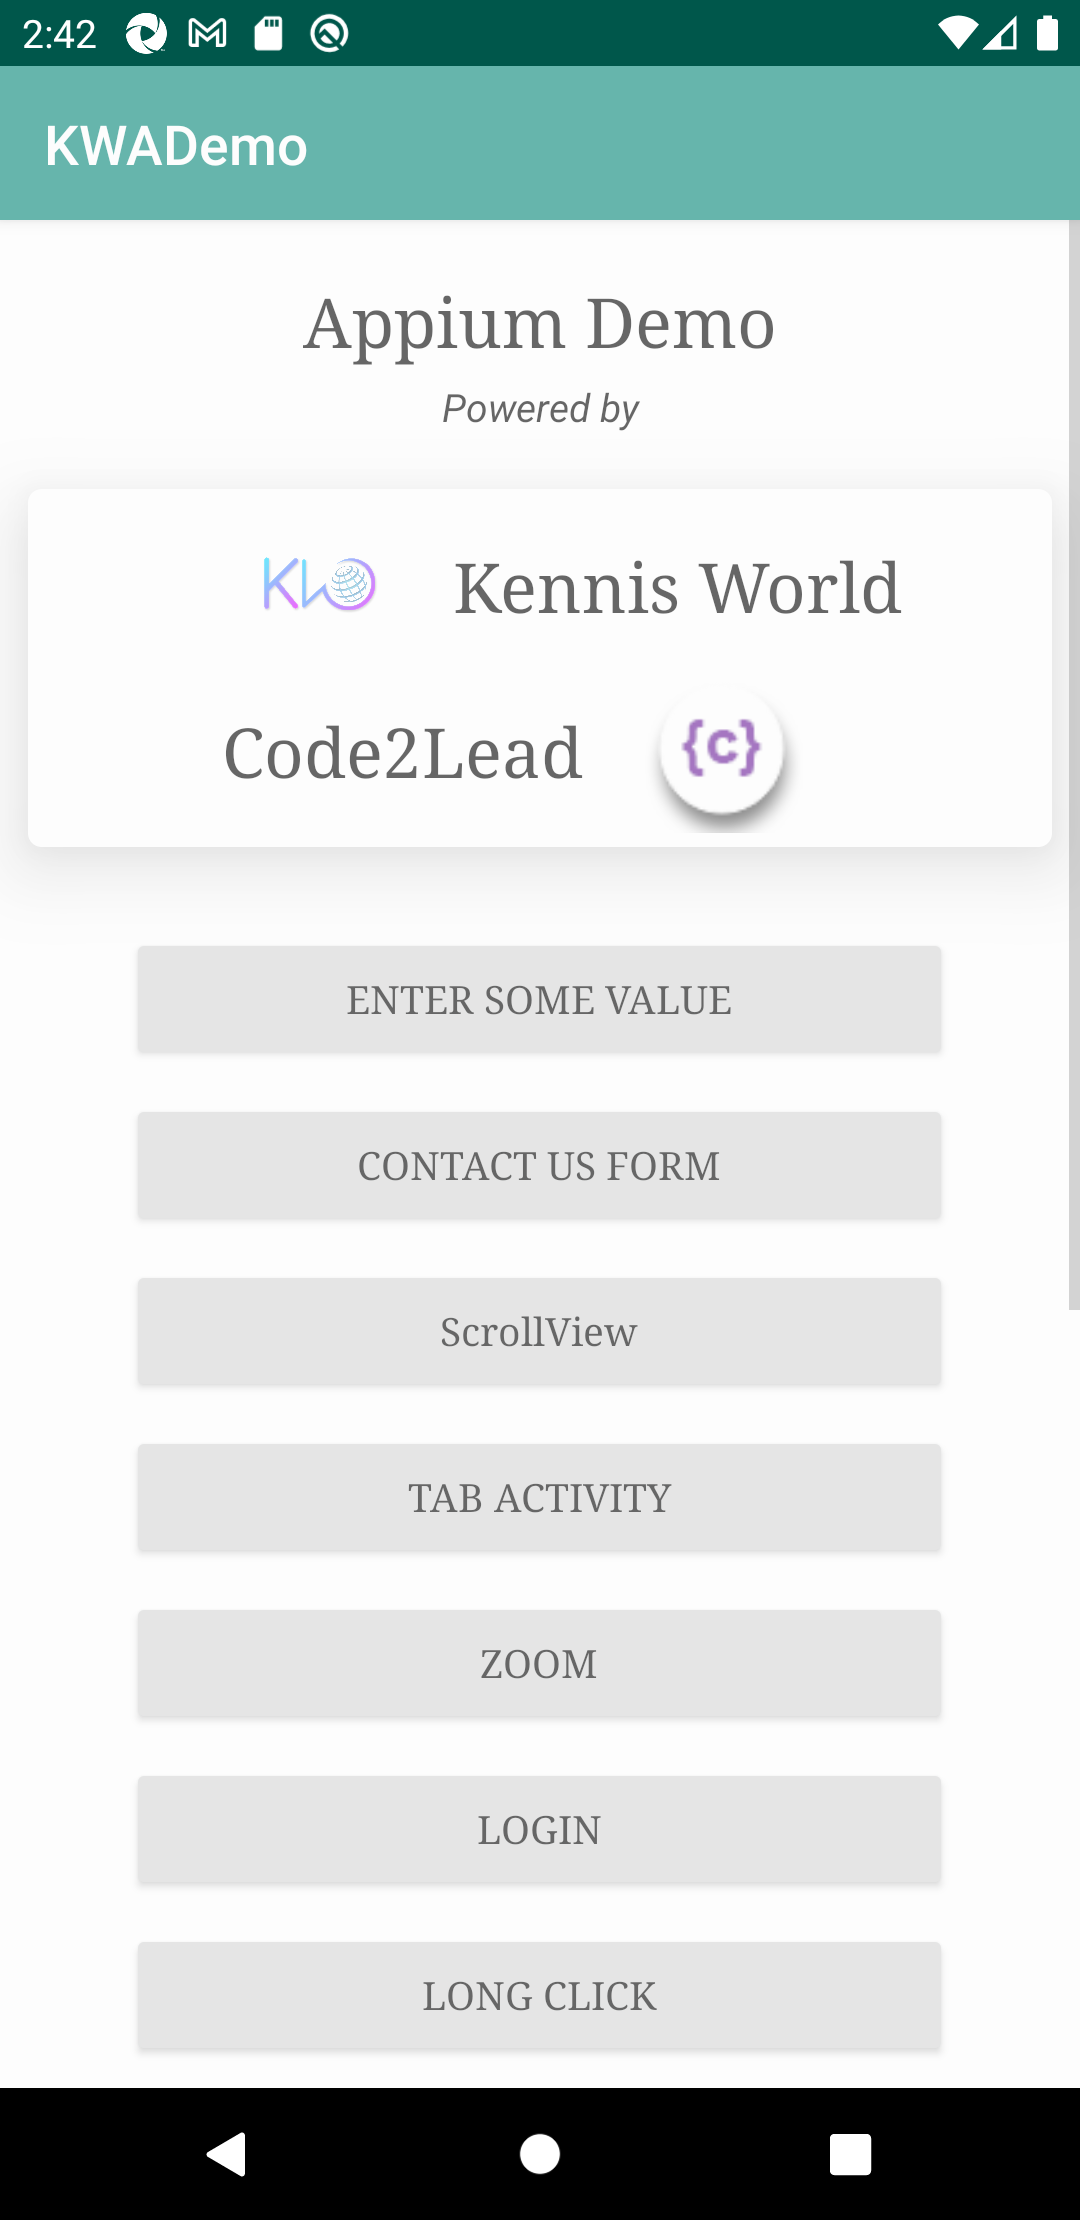 2:42
KWADemo
Appium Demo
Powered by
KWO Kennis World
Code2Lead {c}
ENTER SOME VALUE
CONTACT US FORM
ScrollView
TAB ACTIVITY
ZOOM
LOGIN
LONG CLICK